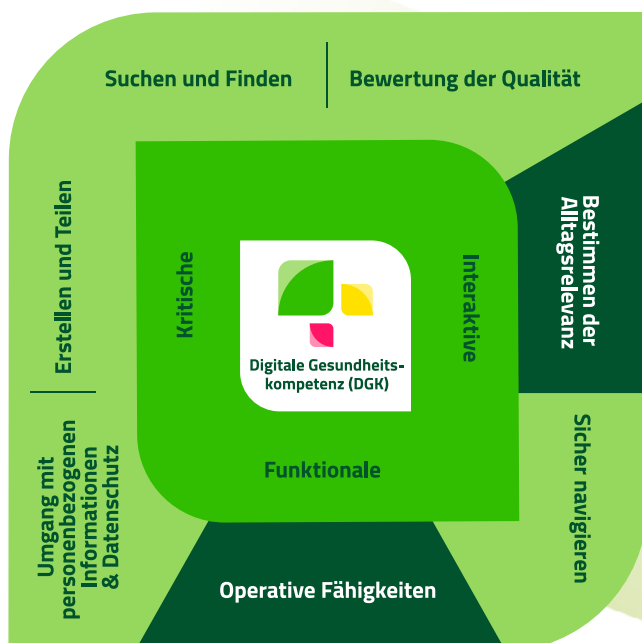 Suchen und Finden
Bewertung der Qualität
Bestimmen der
Alltagsrelevanz
Sicher navigieren
Operative Fähigkeiten
Umgang mit
personenbezogenen
Informationen
& Datenschutz
Erstellen und Teilen
Kritische
Interaktive
Funktionale
Digitale Gesundheits-
kompetenz (DGK)